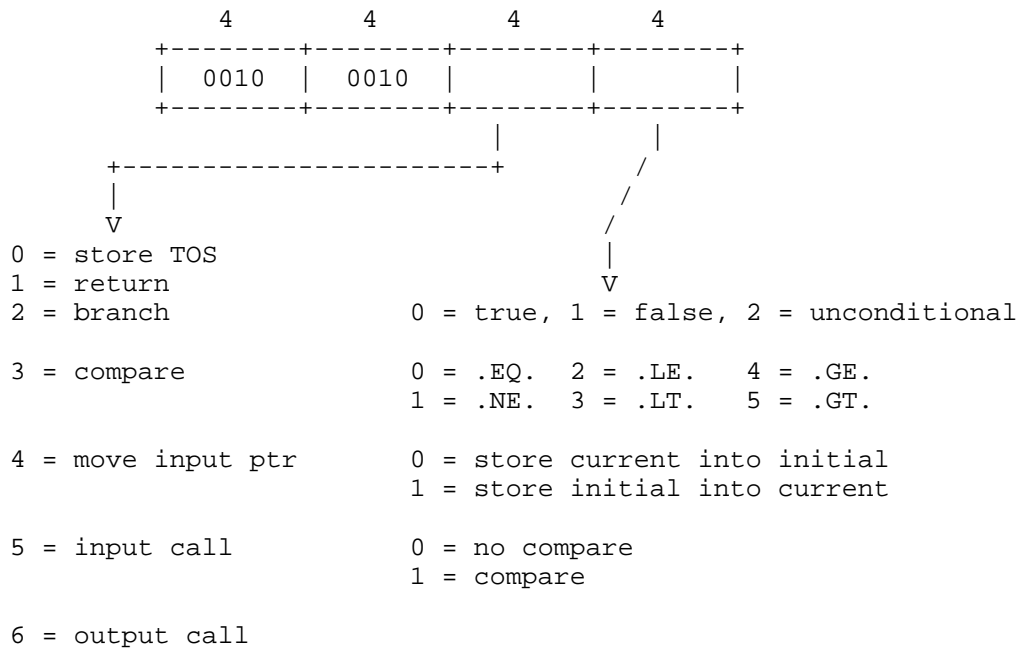 4        4        4        4
        +--------+--------+--------+--------+
        |  0010  |  0010  |        |        |
        +--------+--------+--------+--------+
                             |         |
     +-----------------------+        /
     |                               /
     V                              /
0 = store TOS                       |
1 = return                          V
2 = branch               0 = true, 1 = false, 2 = unconditional

3 = compare              0 = .EQ.  2 = .LE.   4 = .GE.
                         1 = .NE.  3 = .LT.   5 = .GT.

4 = move input ptr       0 = store current into initial
                         1 = store initial into current

5 = input call           0 = no compare
                         1 = compare

6 = output call